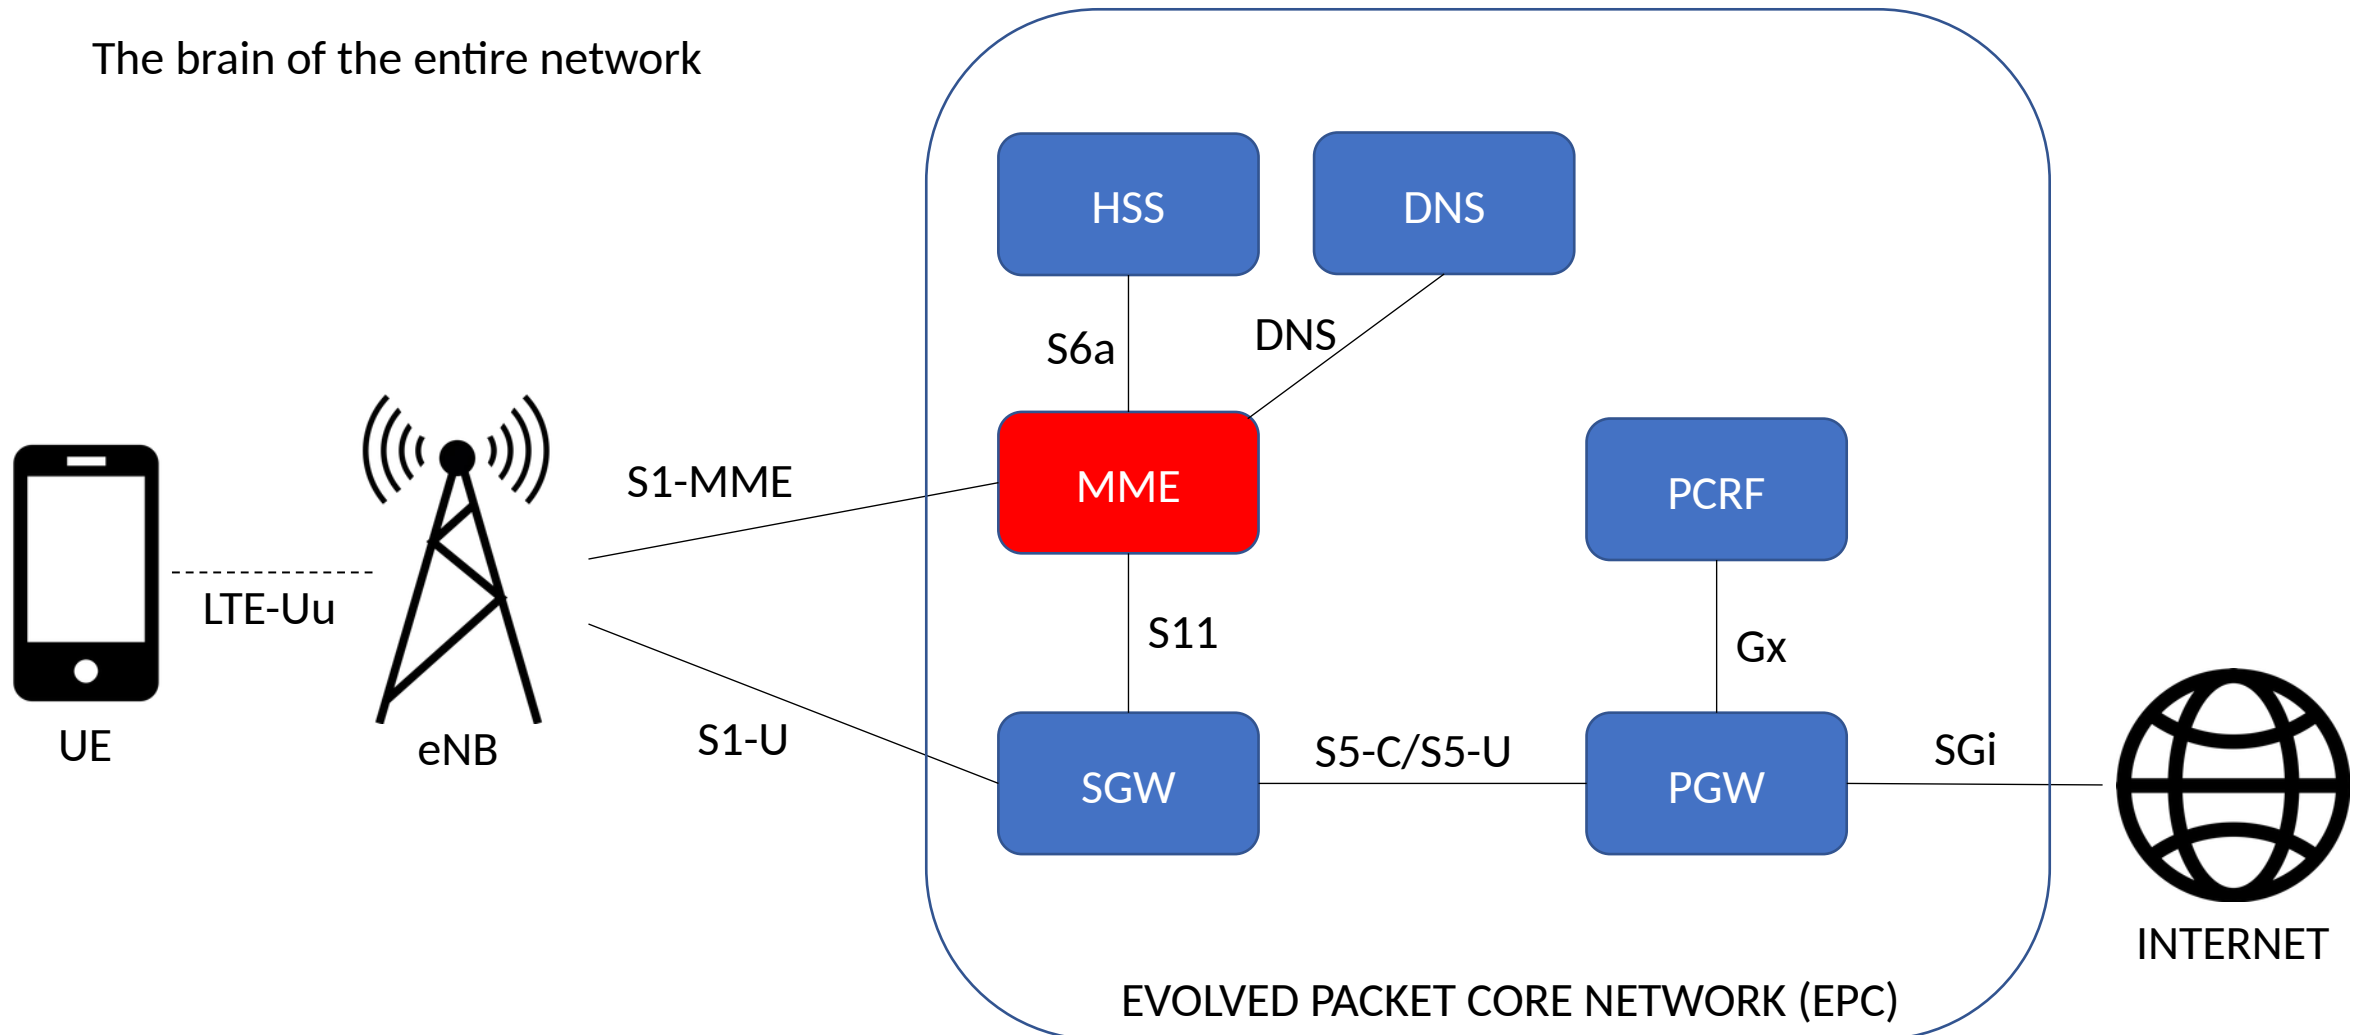 The brain of the entire network
HSS
DNS
S6a
DNS
S1-MME
MME
PCRF
LTE-Uu
S11
Gx
UE
eNB
S1-U
SGW
S5-C/S5-U
PGW
SGi
INTERNET
EVOLVED PACKET CORE NETWORK (EPC)